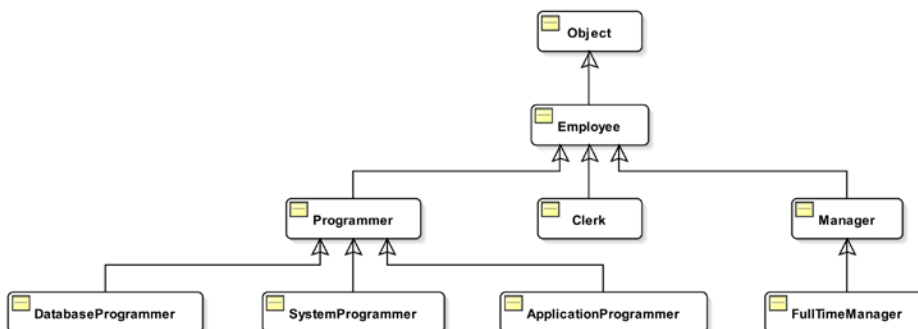 Object
Employee
Programmer
Clerk
Manager
DatabaseProgrammer
SystemProgrammer
ApplicationProgrammer
FullTimeManager